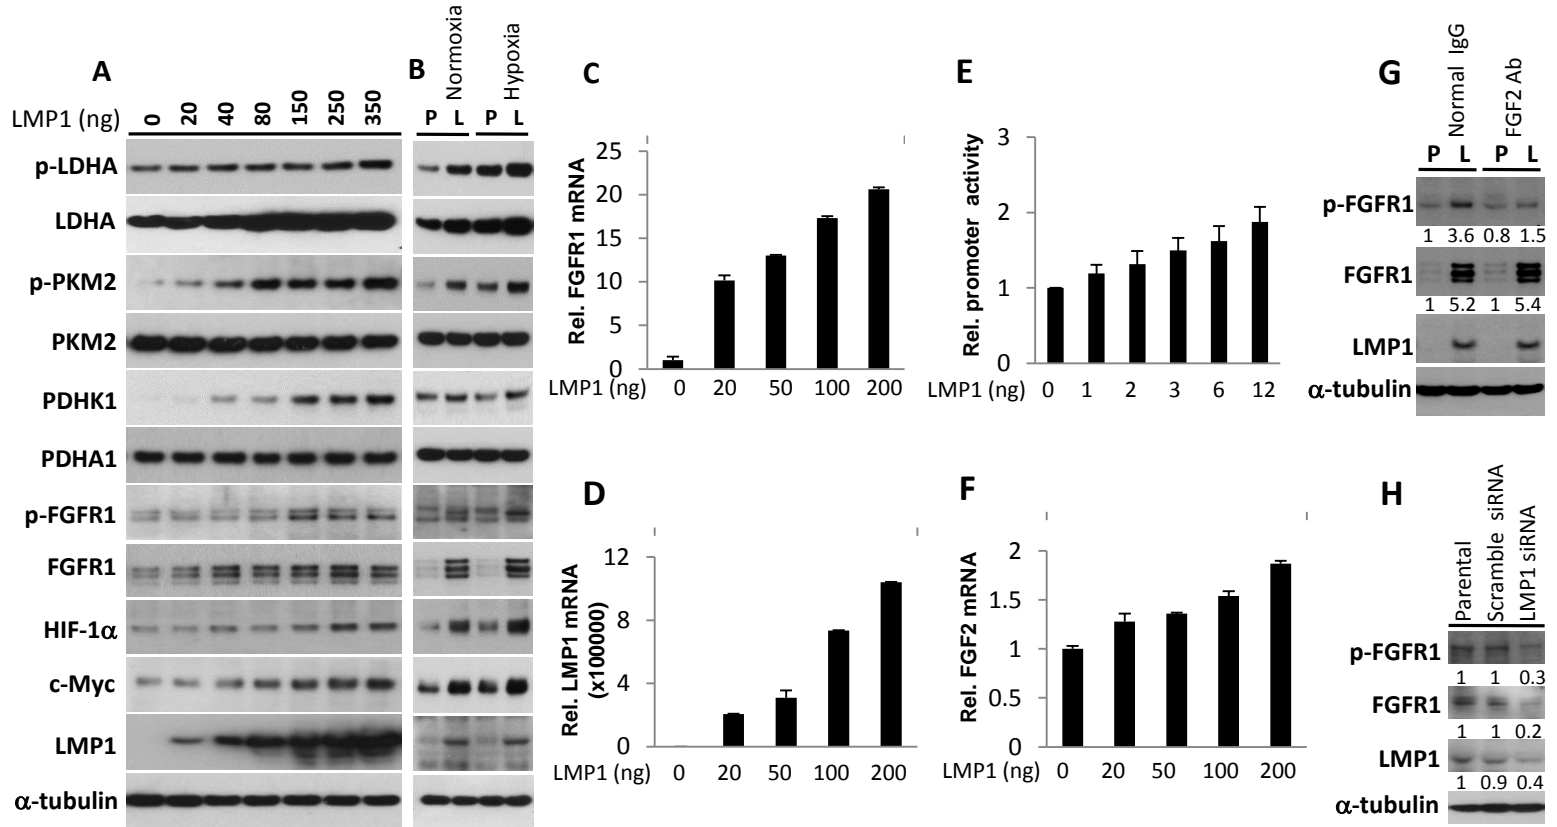 A
LMP1 (ng) 0 20 40 80 150 250 350
p-LDHA
LDHA
p-PKM2
PKM2
PDHK1
PDHA1
p-FGFR1
FGFR1
HIF-1α
c-Myc
LMP1
α-tubulin
B
Normoxia Hypoxia
P L P L
C
Rel. FGFR1 mRNA
25
20
15
10
5
0
LMP1 (ng) 0 20 50 100 200
D
Rel. LMP1 mRNA
(x100000)
12
8
4
0
LMP1 (ng) 0 20 50 100 200
E
Rel. promoter activity
3
2
1
0
LMP1 (ng) 0 1 2 3 6 12
F
Rel. FGF2 mRNA
2
1.5
1
0.5
0
LMP1 (ng) 0 20 50 100 200
G
Normal IgG FGF2 Ab
P L P L
p-FGFR1
1 3.6 0.8 1.5
FGFR1
1 5.2 1 5.4
LMP1
α-tubulin
H
Parental Scramble siRNA LMP1 siRNA
p-FGFR1
1 1 0.3
FGFR1
1 1 0.2
LMP1
1 0.9 0.4
α-tubulin